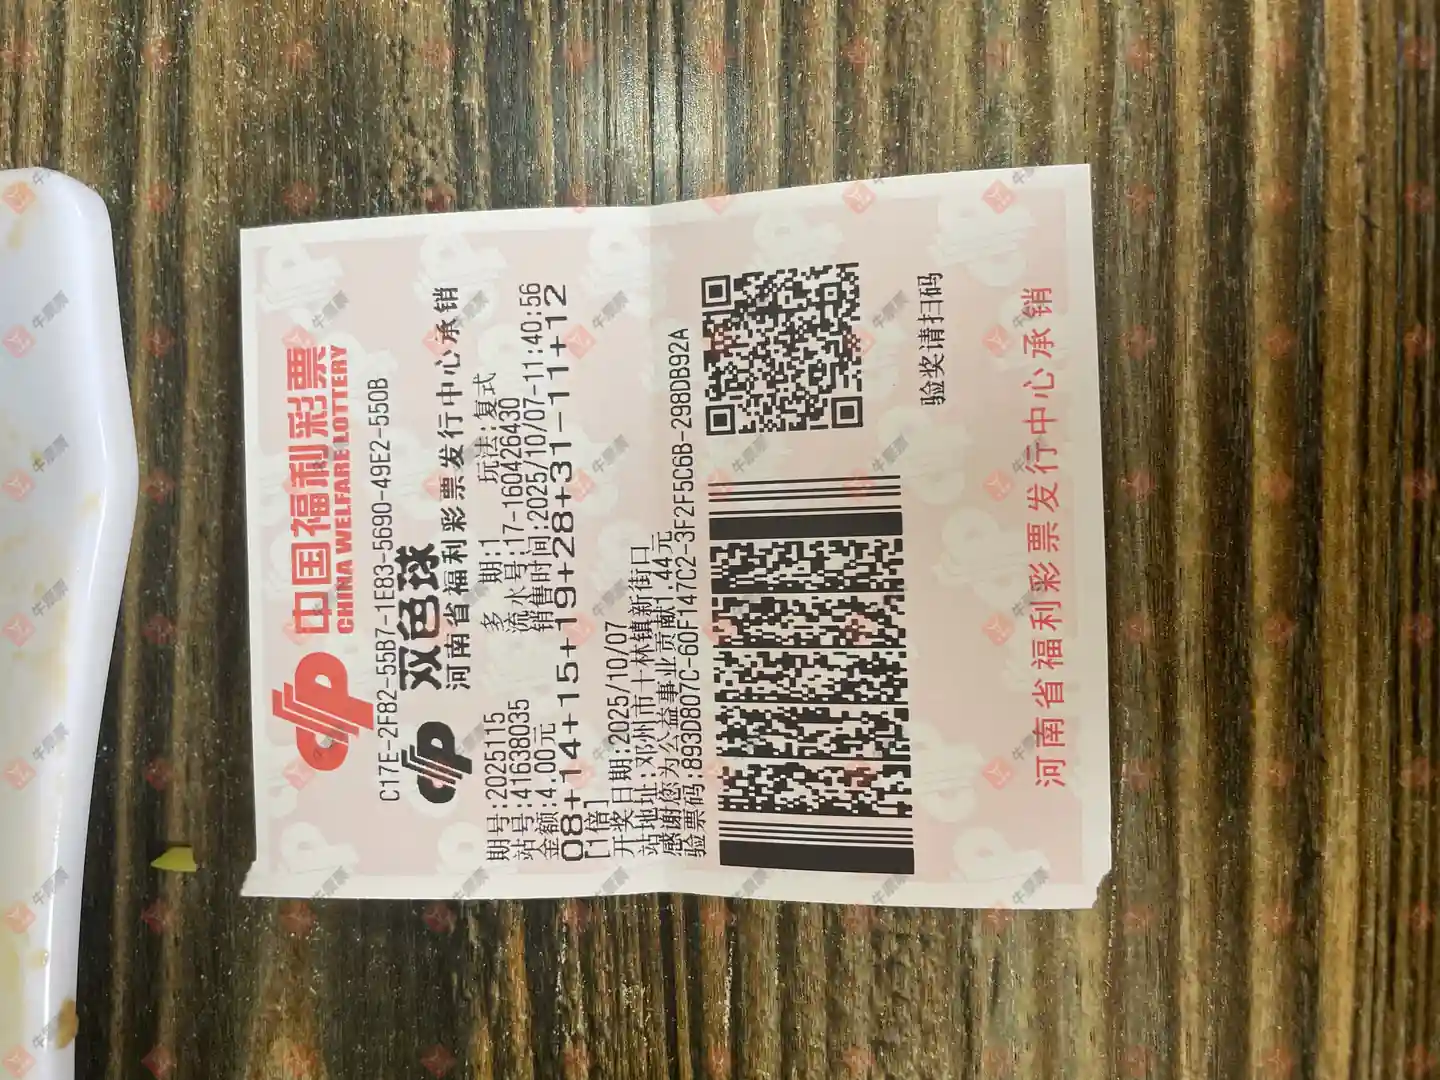 中国福利彩票
CHINA WELFARE LOTTERY
C17E-2F82-55B7-1E83-5690-49E2-550B
双色球
河南省福利彩票发行中心承销
期号:2025115 多 期:1 玩法:复式
站号:41638035 流水号:17-160426430
金额:4.00元 销售时间:2025/10/07-11:40:56
08+14+15+19+28+31-11+12
[1倍]
开奖日期:2025/10/07
站地址:邓州市十林镇新街口
感谢您为公益事业贡献1.44元
验票码:893D807C-60F147C2-3F2F5C6B-298DB92A
验奖请扫码
河南省福利彩票发行中心承销
牛票票